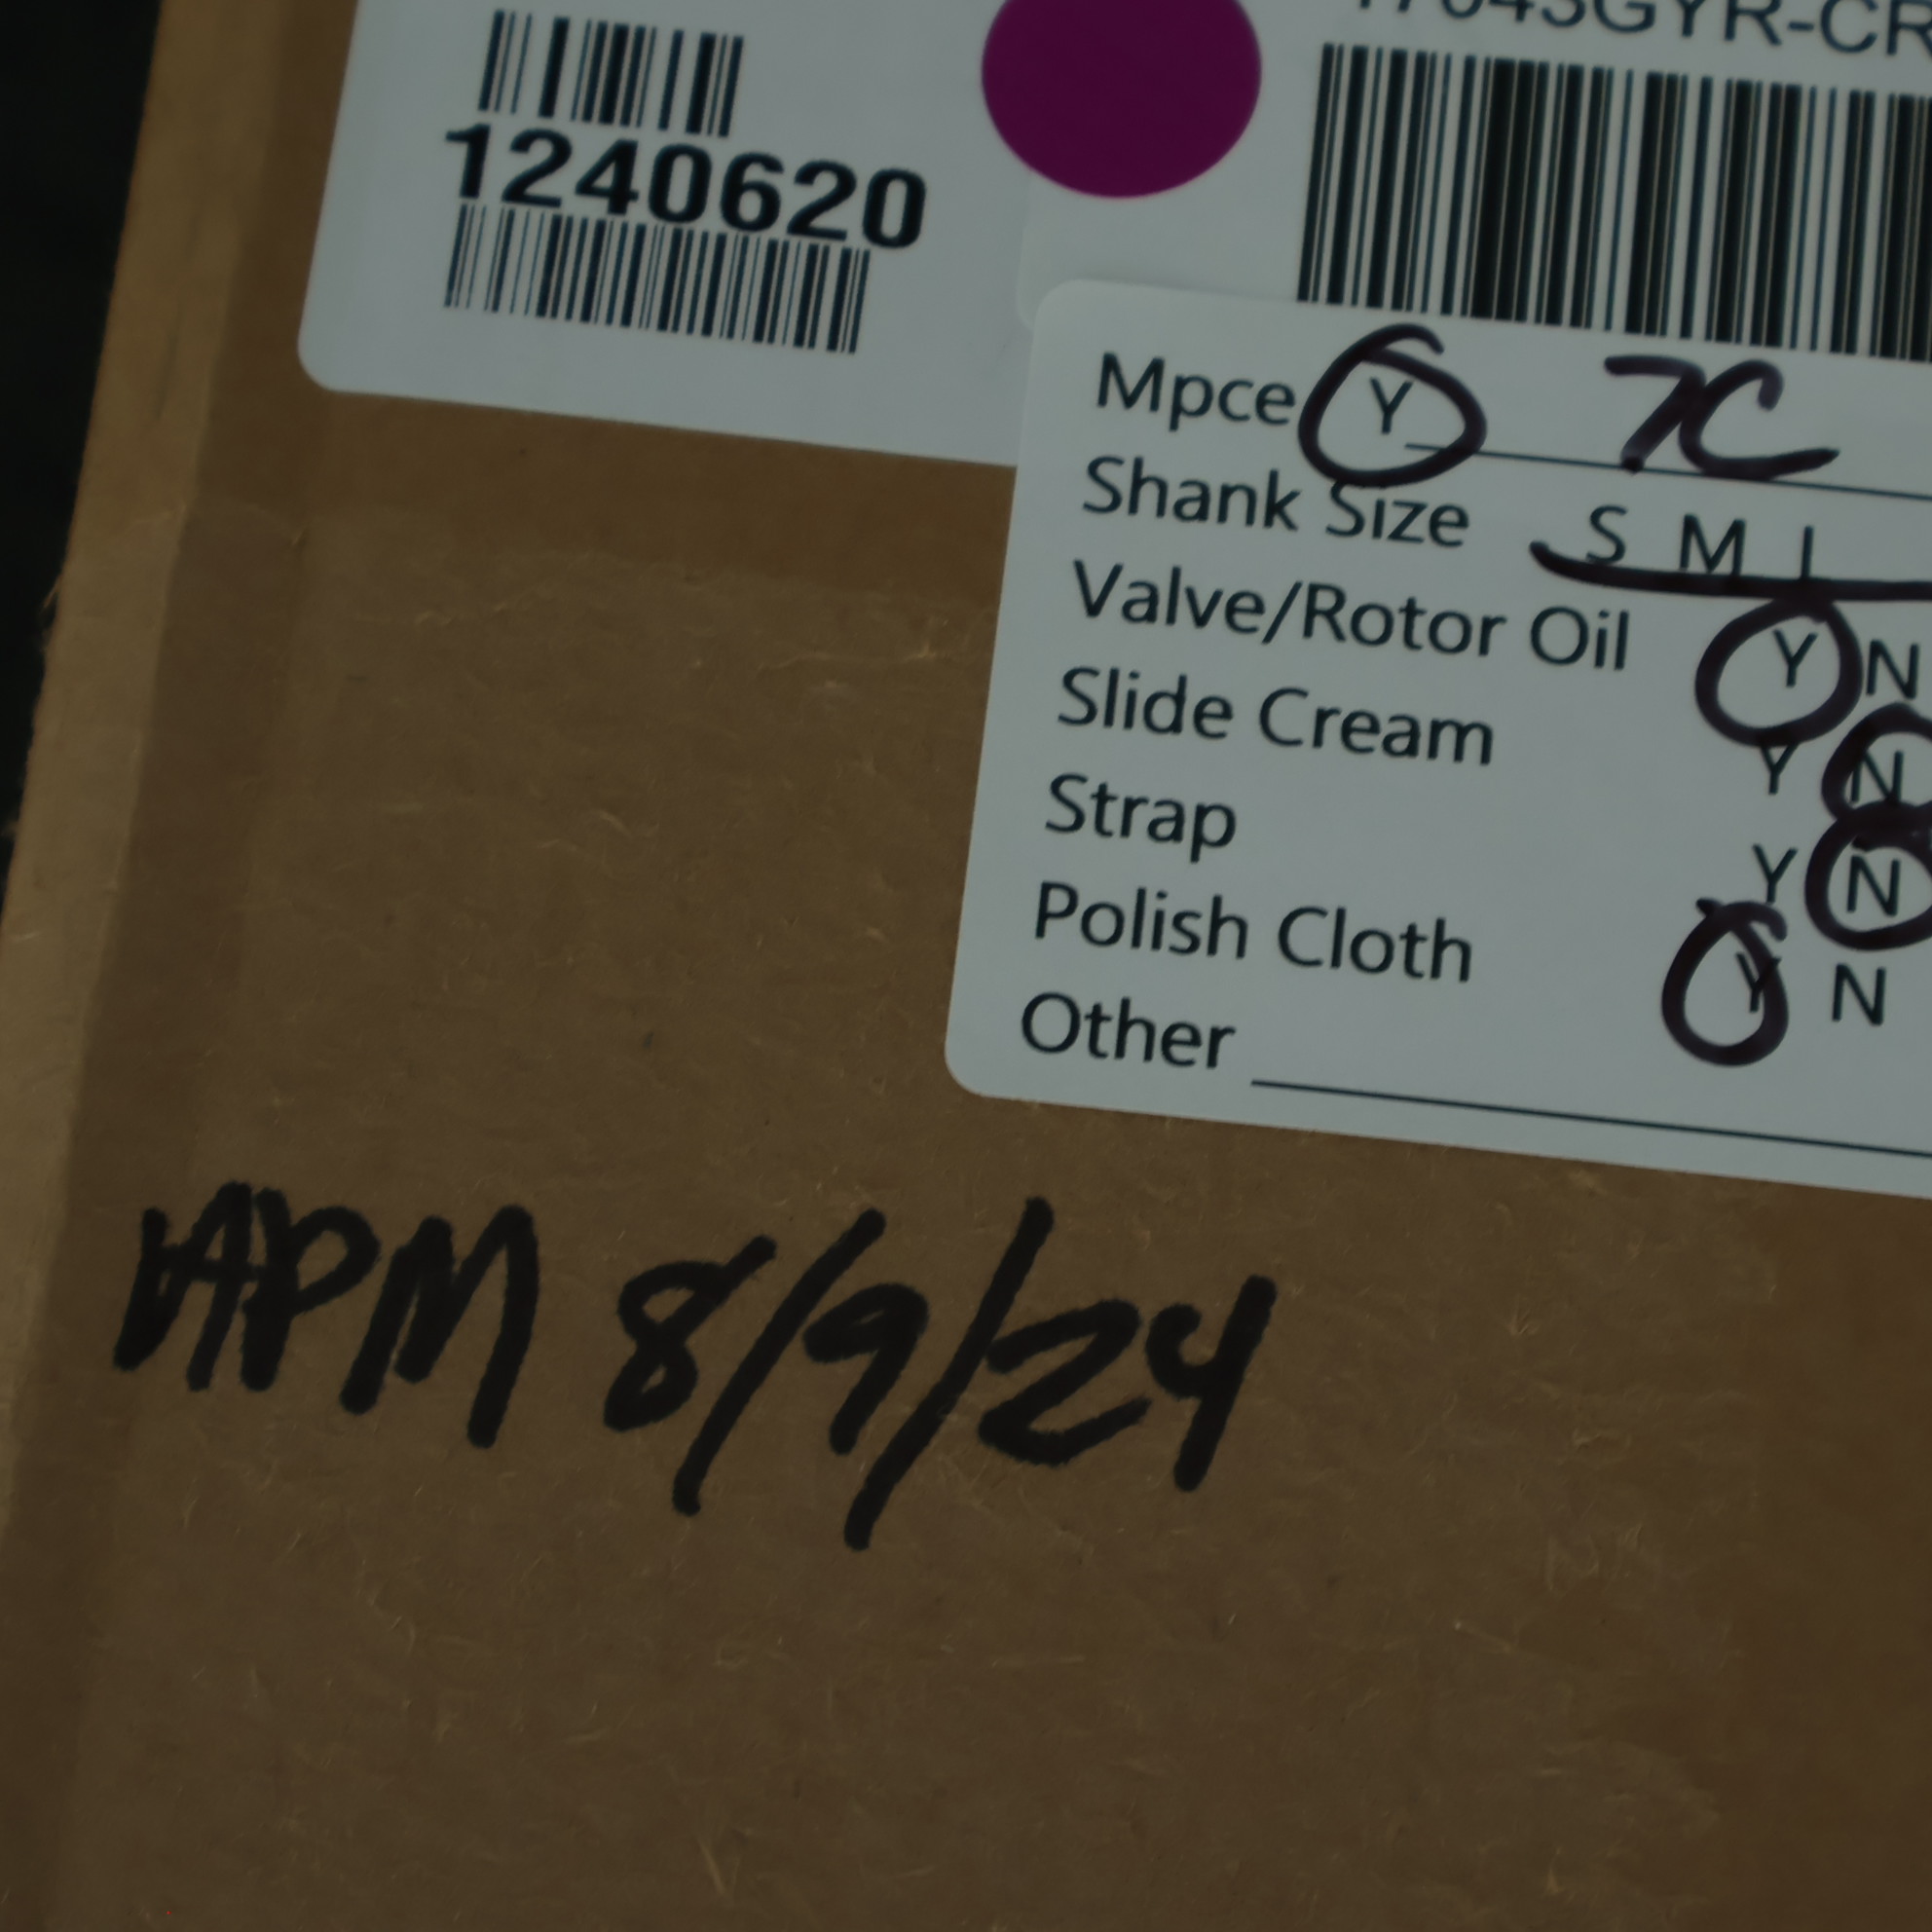 17043GYR-CR
1240620
Mpce Y 7C
Shank Size S M L
Valve/Rotor Oil Y N
Slide Cream Y N
Strap Y N
Polish Cloth Y N
Other
APM 8/9/24